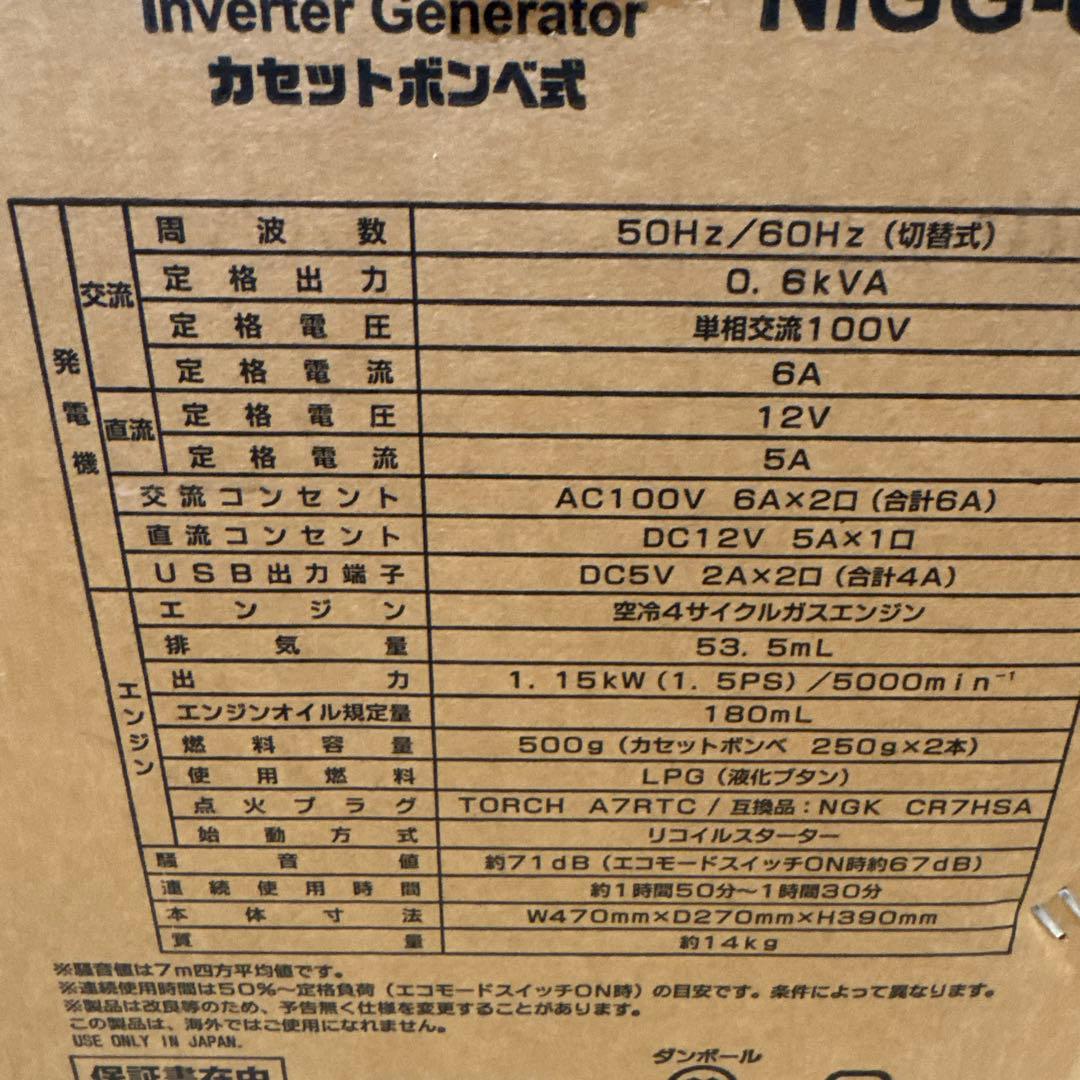 Inverter Generator NIGG-
カセットボンベ式
発電機
交流
周波数 50Hz/60Hz (切替式)
定格出力 0.6kVA
定格電圧 単相交流100V
定格電流 6A
直流
定格電圧 12V
定格電流 5A
交流コンセント AC100V 6A×2口 (合計6A)
直流コンセント DC12V 5A×1口
USB出力端子 DC5V 2A×2口 (合計4A)
エンジン
エンジン 空冷4サイクルガスエンジン
排気量 53.5mL
出力 1.15kW (1.5PS) /5000min⁻¹
エンジンオイル規定量 180mL
燃料容量 500g (カセットボンベ 250g×2本)
使用燃料 LPG (液化ブタン)
点火プラグ TORCH A7RTC / 互換品:NGK CR7HSA
始動方式 リコイルスターター
騒音値 約71dB (エコモードスイッチON時約67dB)
連続使用時間 約1時間50分〜1時間30分
本体寸法 W470mm×D270mm×H390mm
質量 約14kg
※騒音値は7m四方平均値です。
※連続使用時間は50%〜定格負荷 (エコモードスイッチON時) の目安です。条件によって異なります。
※製品は改良等のため、予告無く仕様を変更することがあります。
この製品は、海外ではご使用になれません。
USE ONLY IN JAPAN.
保証書在中
ダンボール